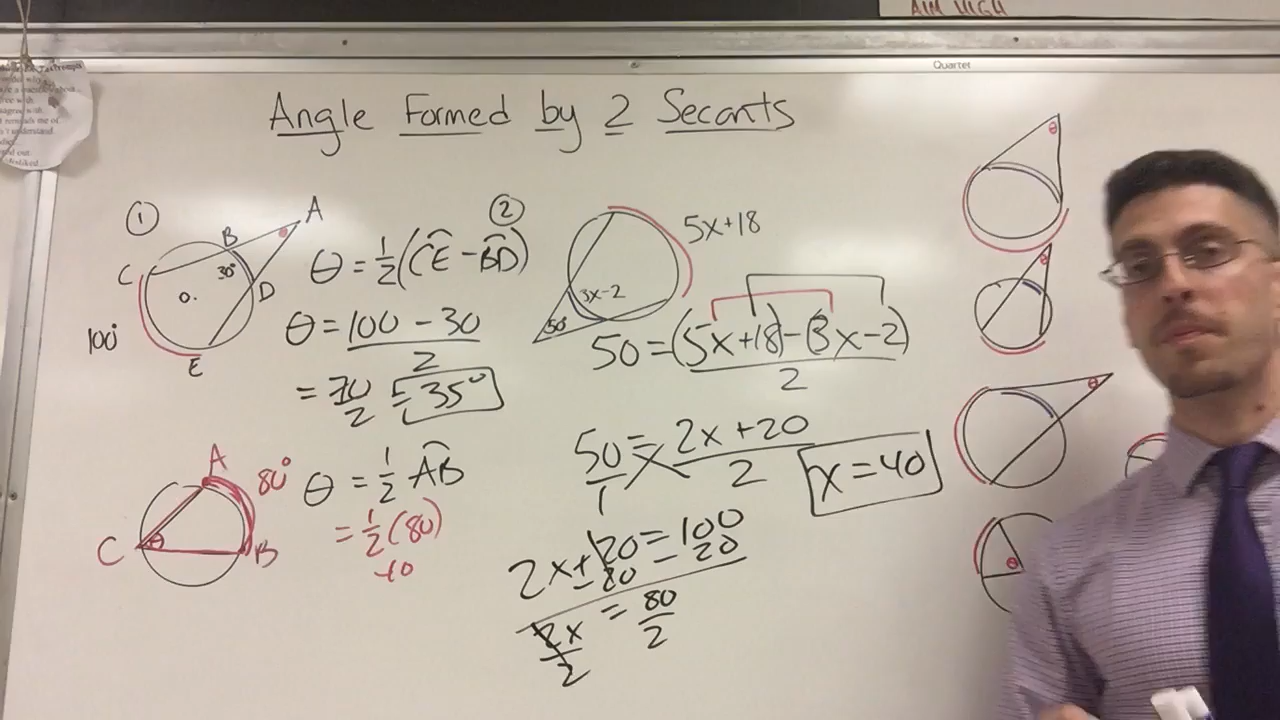 AIM HIGH
Quartet
Angle Formed by 2 Secants
①
A
B
C
30°
D
O.
100°
E
θ
θ = 1/2(CE⌒ - BD⌒)
θ = 100 - 30 / 2
= 70/2 = 35°
②
5x+18
3x-2
50°
50 = (5x+18) - (3x-2) / 2
50/1 = 2x+20 / 2
x = 40
2x + 20 = 100
- 20 - 20
2x/2 = 80/2
A
80°
C
θ
B
θ = 1/2 AB⌒
= 1/2 (80)
40
θ
θ
θ
θ